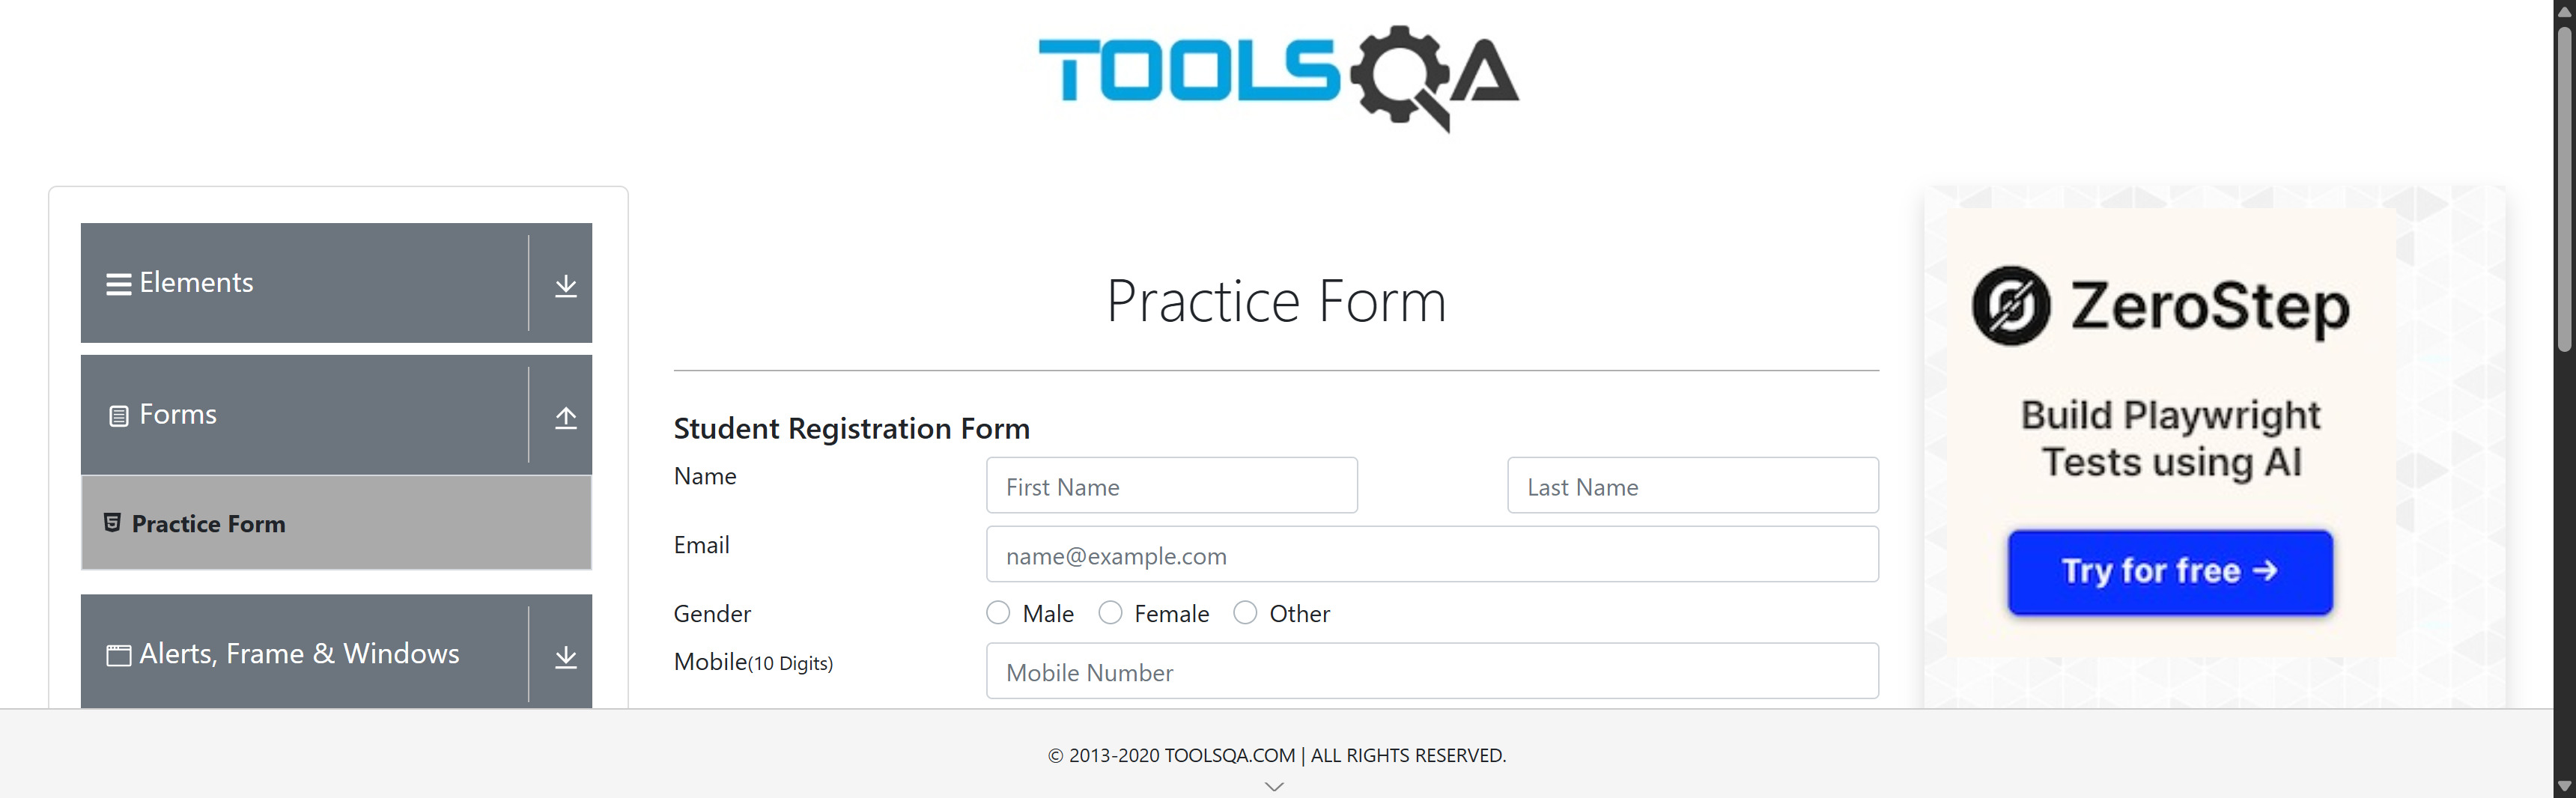 TOOLSQA
Elements
Forms
Practice Form
Alerts, Frame & Windows
Practice Form
Student Registration Form
Name
First Name
Last Name
Email
name@example.com
Gender
Male
Female
Other
Mobile(10 Digits)
Mobile Number
ZeroStep
Build Playwright
Tests using AI
Try for free →
© 2013-2020 TOOLSQA.COM | ALL RIGHTS RESERVED.